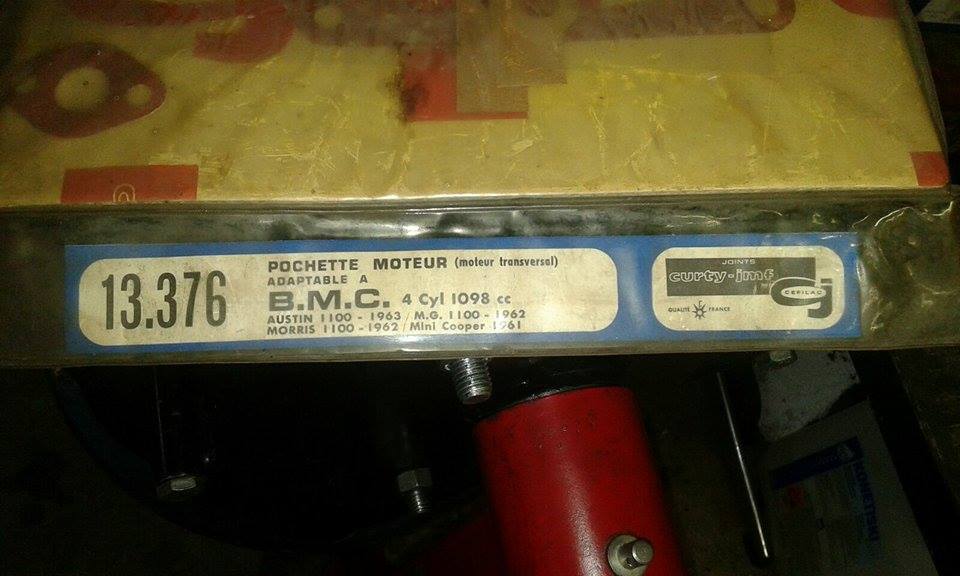 13.376
POCHETTE MOTEUR (moteur transversal)
ADAPTABLE A
B.M.C. 4 Cyl 1098 cc
AUSTIN 1100 - 1963 / M.G. 1100 - 1962
MORRIS 1100 - 1962 / Mini Cooper 1961
JOINTS
curty-jmf
CEFILAC
QUALITÉ FRANCE